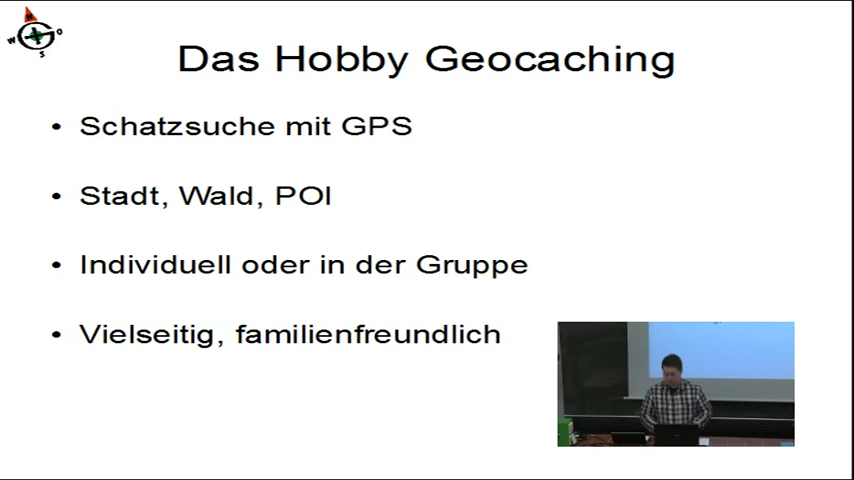 W O
S
Das Hobby Geocaching
• Schatzsuche mit GPS
• Stadt, Wald, POI
• Individuell oder in der Gruppe
• Vielseitig, familienfreundlich